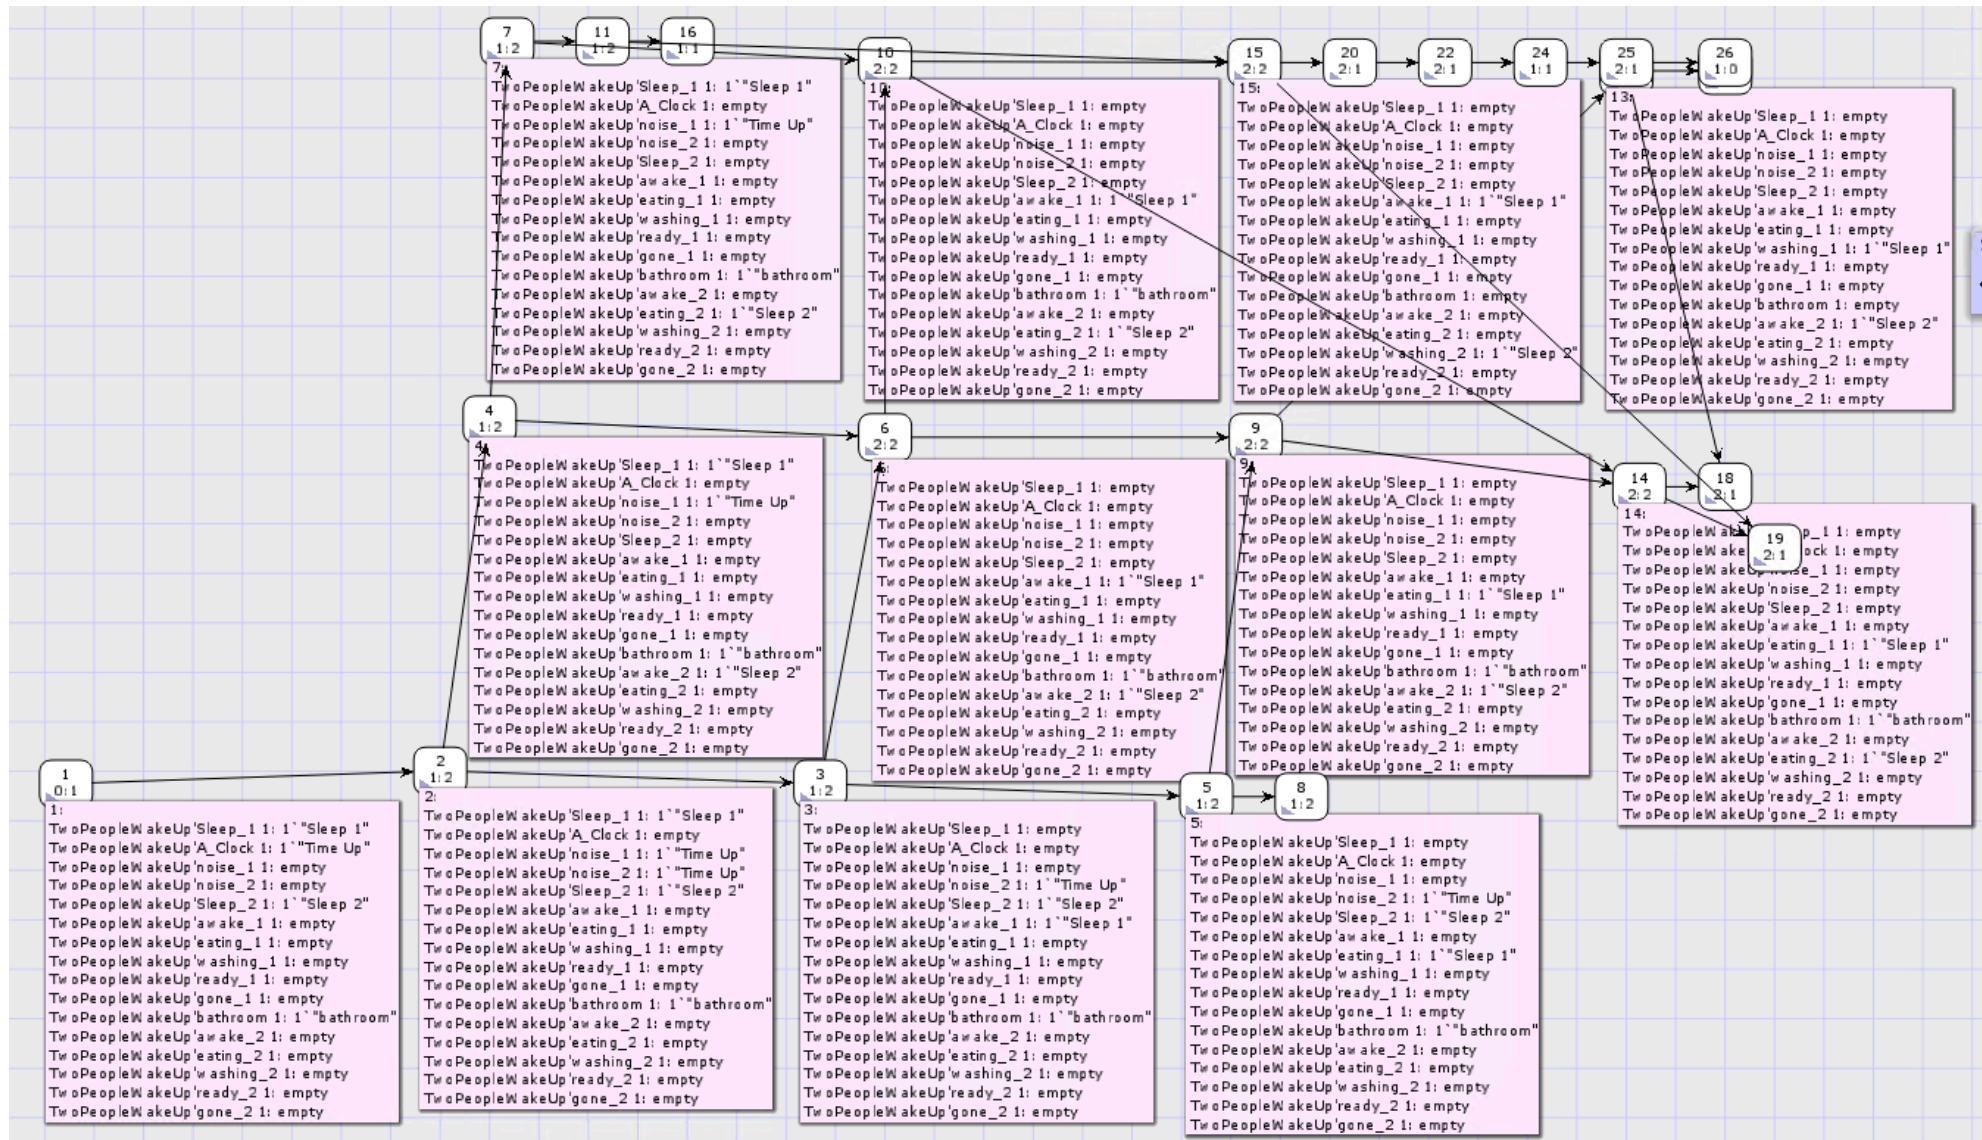 7
1:2
11
1:2
16
1:1
10
2:2
15
2:2
20
2:1
22
2:1
24
1:1
25
2:1
26
1:0
7:
TwoPeopleWakeUp'Sleep_1 1: 1`"Sleep 1"
TwoPeopleWakeUp'A_Clock 1: empty
TwoPeopleWakeUp'noise_1 1: 1`"Time Up"
TwoPeopleWakeUp'noise_2 1: empty
TwoPeopleWakeUp'Sleep_2 1: empty
TwoPeopleWakeUp'awake_1 1: empty
TwoPeopleWakeUp'eating_1 1: empty
TwoPeopleWakeUp'washing_1 1: empty
TwoPeopleWakeUp'ready_1 1: empty
TwoPeopleWakeUp'gone_1 1: empty
TwoPeopleWakeUp'bathroom 1: 1`"bathroom"
TwoPeopleWakeUp'awake_2 1: empty
TwoPeopleWakeUp'eating_2 1: 1`"Sleep 2"
TwoPeopleWakeUp'washing_2 1: empty
TwoPeopleWakeUp'ready_2 1: empty
TwoPeopleWakeUp'gone_2 1: empty
10:
TwoPeopleWakeUp'Sleep_1 1: empty
TwoPeopleWakeUp'A_Clock 1: empty
TwoPeopleWakeUp'noise_1 1: empty
TwoPeopleWakeUp'noise_2 1: empty
TwoPeopleWakeUp'Sleep_2 1: empty
TwoPeopleWakeUp'awake_1 1: 1`"Sleep 1"
TwoPeopleWakeUp'eating_1 1: empty
TwoPeopleWakeUp'washing_1 1: empty
TwoPeopleWakeUp'ready_1 1: empty
TwoPeopleWakeUp'gone_1 1: empty
TwoPeopleWakeUp'bathroom 1: 1`"bathroom"
TwoPeopleWakeUp'awake_2 1: empty
TwoPeopleWakeUp'eating_2 1: 1`"Sleep 2"
TwoPeopleWakeUp'washing_2 1: empty
TwoPeopleWakeUp'ready_2 1: empty
TwoPeopleWakeUp'gone_2 1: empty
15:
TwoPeopleWakeUp'Sleep_1 1: empty
TwoPeopleWakeUp'A_Clock 1: empty
TwoPeopleWakeUp'noise_1 1: empty
TwoPeopleWakeUp'noise_2 1: empty
TwoPeopleWakeUp'Sleep_2 1: empty
TwoPeopleWakeUp'awake_1 1: 1`"Sleep 1"
TwoPeopleWakeUp'eating_1 1: empty
TwoPeopleWakeUp'washing_1 1: empty
TwoPeopleWakeUp'ready_1 1: empty
TwoPeopleWakeUp'gone_1 1: empty
TwoPeopleWakeUp'bathroom 1: empty
TwoPeopleWakeUp'awake_2 1: empty
TwoPeopleWakeUp'eating_2 1: empty
TwoPeopleWakeUp'washing_2 1: 1`"Sleep 2"
TwoPeopleWakeUp'ready_2 1: empty
TwoPeopleWakeUp'gone_2 1: empty
13:
TwoPeopleWakeUp'Sleep_1 1: empty
TwoPeopleWakeUp'A_Clock 1: empty
TwoPeopleWakeUp'noise_1 1: empty
TwoPeopleWakeUp'noise_2 1: empty
TwoPeopleWakeUp'Sleep_2 1: empty
TwoPeopleWakeUp'awake_1 1: empty
TwoPeopleWakeUp'eating_1 1: empty
TwoPeopleWakeUp'washing_1 1: 1`"Sleep 1"
TwoPeopleWakeUp'ready_1 1: empty
TwoPeopleWakeUp'gone_1 1: empty
TwoPeopleWakeUp'bathroom 1: empty
TwoPeopleWakeUp'awake_2 1: 1`"Sleep 2"
TwoPeopleWakeUp'eating_2 1: empty
TwoPeopleWakeUp'washing_2 1: empty
TwoPeopleWakeUp'ready_2 1: empty
TwoPeopleWakeUp'gone_2 1: empty
4
1:2
6
2:2
9
2:2
14
2:2
18
2:1
19
2:1
4:
TwoPeopleWakeUp'Sleep_1 1: 1`"Sleep 1"
TwoPeopleWakeUp'A_Clock 1: empty
TwoPeopleWakeUp'noise_1 1: 1`"Time Up"
TwoPeopleWakeUp'noise_2 1: empty
TwoPeopleWakeUp'Sleep_2 1: empty
TwoPeopleWakeUp'awake_1 1: empty
TwoPeopleWakeUp'eating_1 1: empty
TwoPeopleWakeUp'washing_1 1: empty
TwoPeopleWakeUp'ready_1 1: empty
TwoPeopleWakeUp'gone_1 1: empty
TwoPeopleWakeUp'bathroom 1: 1`"bathroom"
TwoPeopleWakeUp'awake_2 1: 1`"Sleep 2"
TwoPeopleWakeUp'eating_2 1: empty
TwoPeopleWakeUp'washing_2 1: empty
TwoPeopleWakeUp'ready_2 1: empty
TwoPeopleWakeUp'gone_2 1: empty
6:
TwoPeopleWakeUp'Sleep_1 1: empty
TwoPeopleWakeUp'A_Clock 1: empty
TwoPeopleWakeUp'noise_1 1: empty
TwoPeopleWakeUp'noise_2 1: empty
TwoPeopleWakeUp'Sleep_2 1: empty
TwoPeopleWakeUp'awake_1 1: 1`"Sleep 1"
TwoPeopleWakeUp'eating_1 1: empty
TwoPeopleWakeUp'washing_1 1: empty
TwoPeopleWakeUp'ready_1 1: empty
TwoPeopleWakeUp'gone_1 1: empty
TwoPeopleWakeUp'bathroom 1: 1`"bathroom"
TwoPeopleWakeUp'awake_2 1: 1`"Sleep 2"
TwoPeopleWakeUp'eating_2 1: empty
TwoPeopleWakeUp'washing_2 1: empty
TwoPeopleWakeUp'ready_2 1: empty
TwoPeopleWakeUp'gone_2 1: empty
9:
TwoPeopleWakeUp'Sleep_1 1: empty
TwoPeopleWakeUp'A_Clock 1: empty
TwoPeopleWakeUp'noise_1 1: empty
TwoPeopleWakeUp'noise_2 1: empty
TwoPeopleWakeUp'Sleep_2 1: empty
TwoPeopleWakeUp'awake_1 1: empty
TwoPeopleWakeUp'eating_1 1: 1`"Sleep 1"
TwoPeopleWakeUp'washing_1 1: empty
TwoPeopleWakeUp'ready_1 1: empty
TwoPeopleWakeUp'gone_1 1: empty
TwoPeopleWakeUp'bathroom 1: 1`"bathroom"
TwoPeopleWakeUp'awake_2 1: 1`"Sleep 2"
TwoPeopleWakeUp'eating_2 1: empty
TwoPeopleWakeUp'washing_2 1: empty
TwoPeopleWakeUp'ready_2 1: empty
TwoPeopleWakeUp'gone_2 1: empty
14:
TwoPeopleWake p_1 1: empty
TwoPeopleWake ock 1: empty
TwoPeopleWakeUp'noise_1 1: empty
TwoPeopleWakeUp'noise_2 1: empty
TwoPeopleWakeUp'Sleep_2 1: empty
TwoPeopleWakeUp'awake_1 1: empty
TwoPeopleWakeUp'eating_1 1: 1`"Sleep 1"
TwoPeopleWakeUp'washing_1 1: empty
TwoPeopleWakeUp'ready_1 1: empty
TwoPeopleWakeUp'gone_1 1: empty
TwoPeopleWakeUp'bathroom 1: 1`"bathroom"
TwoPeopleWakeUp'awake_2 1: empty
TwoPeopleWakeUp'eating_2 1: 1`"Sleep 2"
TwoPeopleWakeUp'washing_2 1: empty
TwoPeopleWakeUp'ready_2 1: empty
TwoPeopleWakeUp'gone_2 1: empty
1
0:1
2
1:2
3
1:2
5
1:2
8
1:2
1:
TwoPeopleWakeUp'Sleep_1 1: 1`"Sleep 1"
TwoPeopleWakeUp'A_Clock 1: 1`"Time Up"
TwoPeopleWakeUp'noise_1 1: empty
TwoPeopleWakeUp'noise_2 1: empty
TwoPeopleWakeUp'Sleep_2 1: 1`"Sleep 2"
TwoPeopleWakeUp'awake_1 1: empty
TwoPeopleWakeUp'eating_1 1: empty
TwoPeopleWakeUp'washing_1 1: empty
TwoPeopleWakeUp'ready_1 1: empty
TwoPeopleWakeUp'gone_1 1: empty
TwoPeopleWakeUp'bathroom 1: 1`"bathroom"
TwoPeopleWakeUp'awake_2 1: empty
TwoPeopleWakeUp'eating_2 1: empty
TwoPeopleWakeUp'washing_2 1: empty
TwoPeopleWakeUp'ready_2 1: empty
TwoPeopleWakeUp'gone_2 1: empty
2:
TwoPeopleWakeUp'Sleep_1 1: 1`"Sleep 1"
TwoPeopleWakeUp'A_Clock 1: empty
TwoPeopleWakeUp'noise_1 1: 1`"Time Up"
TwoPeopleWakeUp'noise_2 1: 1`"Time Up"
TwoPeopleWakeUp'Sleep_2 1: 1`"Sleep 2"
TwoPeopleWakeUp'awake_1 1: empty
TwoPeopleWakeUp'eating_1 1: empty
TwoPeopleWakeUp'washing_1 1: empty
TwoPeopleWakeUp'ready_1 1: empty
TwoPeopleWakeUp'gone_1 1: empty
TwoPeopleWakeUp'bathroom 1: 1`"bathroom"
TwoPeopleWakeUp'awake_2 1: empty
TwoPeopleWakeUp'eating_2 1: empty
TwoPeopleWakeUp'washing_2 1: empty
TwoPeopleWakeUp'ready_2 1: empty
TwoPeopleWakeUp'gone_2 1: empty
3:
TwoPeopleWakeUp'Sleep_1 1: empty
TwoPeopleWakeUp'A_Clock 1: empty
TwoPeopleWakeUp'noise_1 1: empty
TwoPeopleWakeUp'noise_2 1: 1`"Time Up"
TwoPeopleWakeUp'Sleep_2 1: 1`"Sleep 2"
TwoPeopleWakeUp'awake_1 1: 1`"Sleep 1"
TwoPeopleWakeUp'eating_1 1: empty
TwoPeopleWakeUp'washing_1 1: empty
TwoPeopleWakeUp'ready_1 1: empty
TwoPeopleWakeUp'gone_1 1: empty
TwoPeopleWakeUp'bathroom 1: 1`"bathroom"
TwoPeopleWakeUp'awake_2 1: empty
TwoPeopleWakeUp'eating_2 1: empty
TwoPeopleWakeUp'washing_2 1: empty
TwoPeopleWakeUp'ready_2 1: empty
TwoPeopleWakeUp'gone_2 1: empty
5:
TwoPeopleWakeUp'Sleep_1 1: empty
TwoPeopleWakeUp'A_Clock 1: empty
TwoPeopleWakeUp'noise_1 1: empty
TwoPeopleWakeUp'noise_2 1: 1`"Time Up"
TwoPeopleWakeUp'Sleep_2 1: 1`"Sleep 2"
TwoPeopleWakeUp'awake_1 1: empty
TwoPeopleWakeUp'eating_1 1: 1`"Sleep 1"
TwoPeopleWakeUp'washing_1 1: empty
TwoPeopleWakeUp'ready_1 1: empty
TwoPeopleWakeUp'gone_1 1: empty
TwoPeopleWakeUp'bathroom 1: 1`"bathroom"
TwoPeopleWakeUp'awake_2 1: empty
TwoPeopleWakeUp'eating_2 1: empty
TwoPeopleWakeUp'washing_2 1: empty
TwoPeopleWakeUp'ready_2 1: empty
TwoPeopleWakeUp'gone_2 1: empty